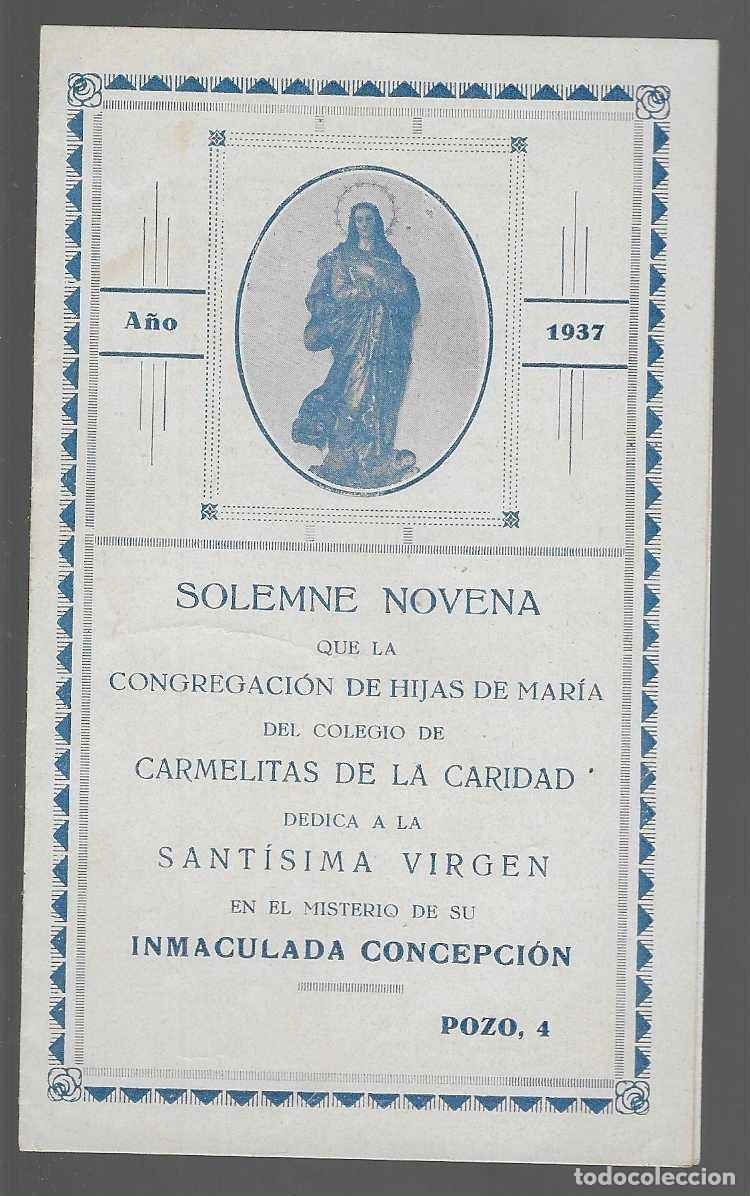 Año
1937
SOLEMNE NOVENA
QUE LA
CONGREGACIÓN DE HIJAS DE MARÍA
DEL COLEGIO DE
CARMELITAS DE LA CARIDAD
DEDICA A LA
SANTÍSIMA VIRGEN
EN EL MISTERIO DE SU
INMACULADA CONCEPCIÓN
POZO, 4
todocoleccion